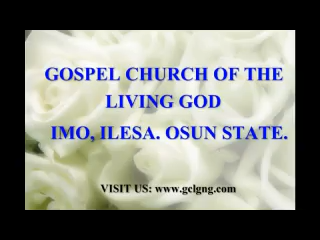 GOSPEL CHURCH OF THE
LIVING GOD
IMO, ILESA. OSUN STATE.
VISIT US: www.gclgng.com